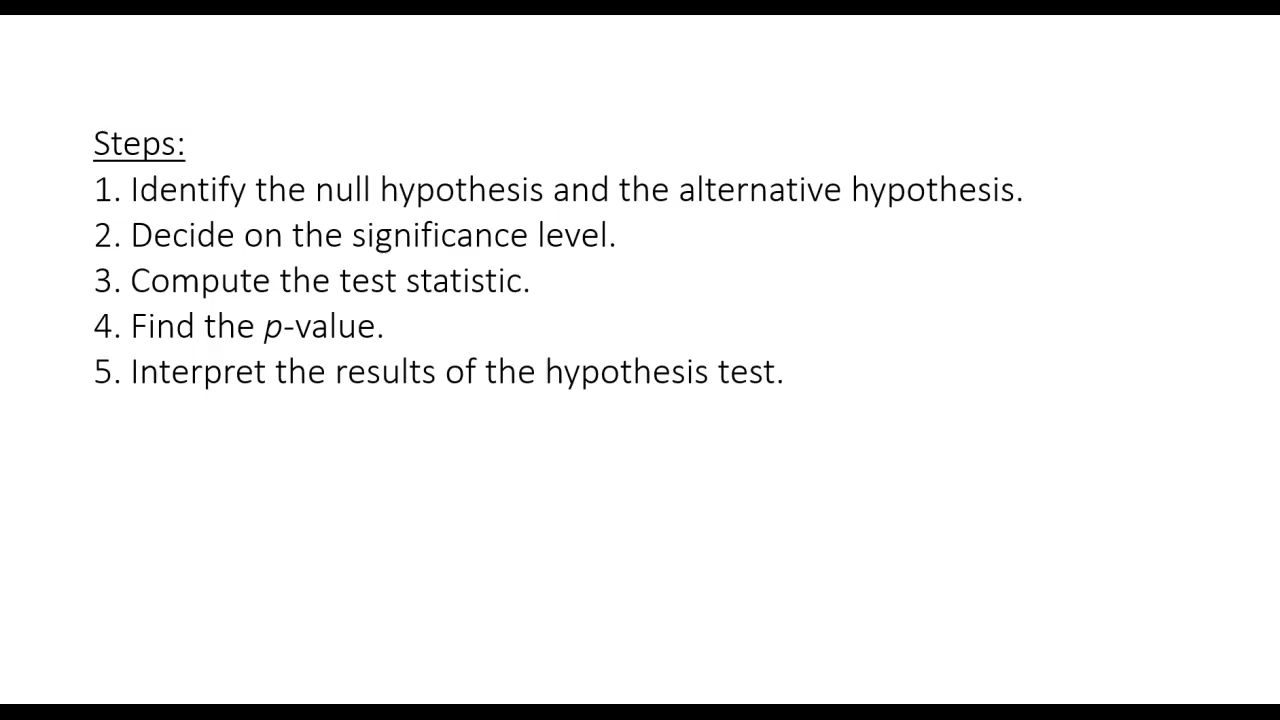 Steps:
1. Identify the null hypothesis and the alternative hypothesis.
2. Decide on the significance level.
3. Compute the test statistic.
4. Find the p-value.
5. Interpret the results of the hypothesis test.